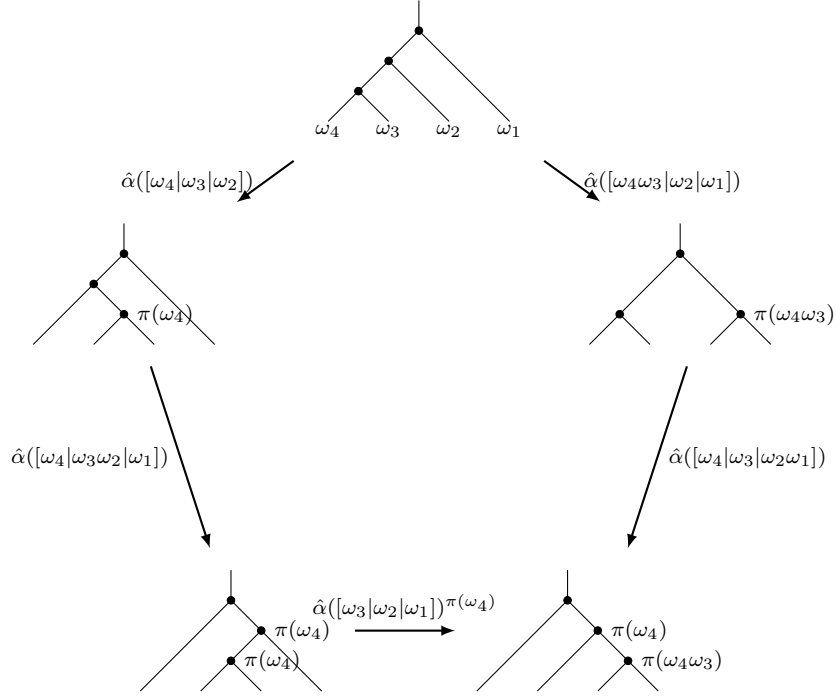 ω₄ ω₃ ω₂ ω₁
α̂([ω₄|ω₃|ω₂])
α̂([ω₄ω₃|ω₂|ω₁])
π(ω₄)
π(ω₄ω₃)
α̂([ω₄|ω₃ω₂|ω₁])
α̂([ω₄|ω₃|ω₂ω₁])
α̂([ω₃|ω₂|ω₁])^π(ω₄)
π(ω₄)
π(ω₄)
π(ω₄)
π(ω₄ω₃)